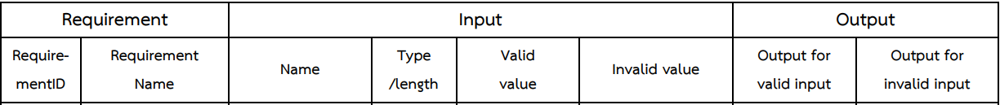 Requirement Input Output
Require- Requirement Name Type Valid Invalid value Output for Output for
mentID Name /length value valid input invalid input